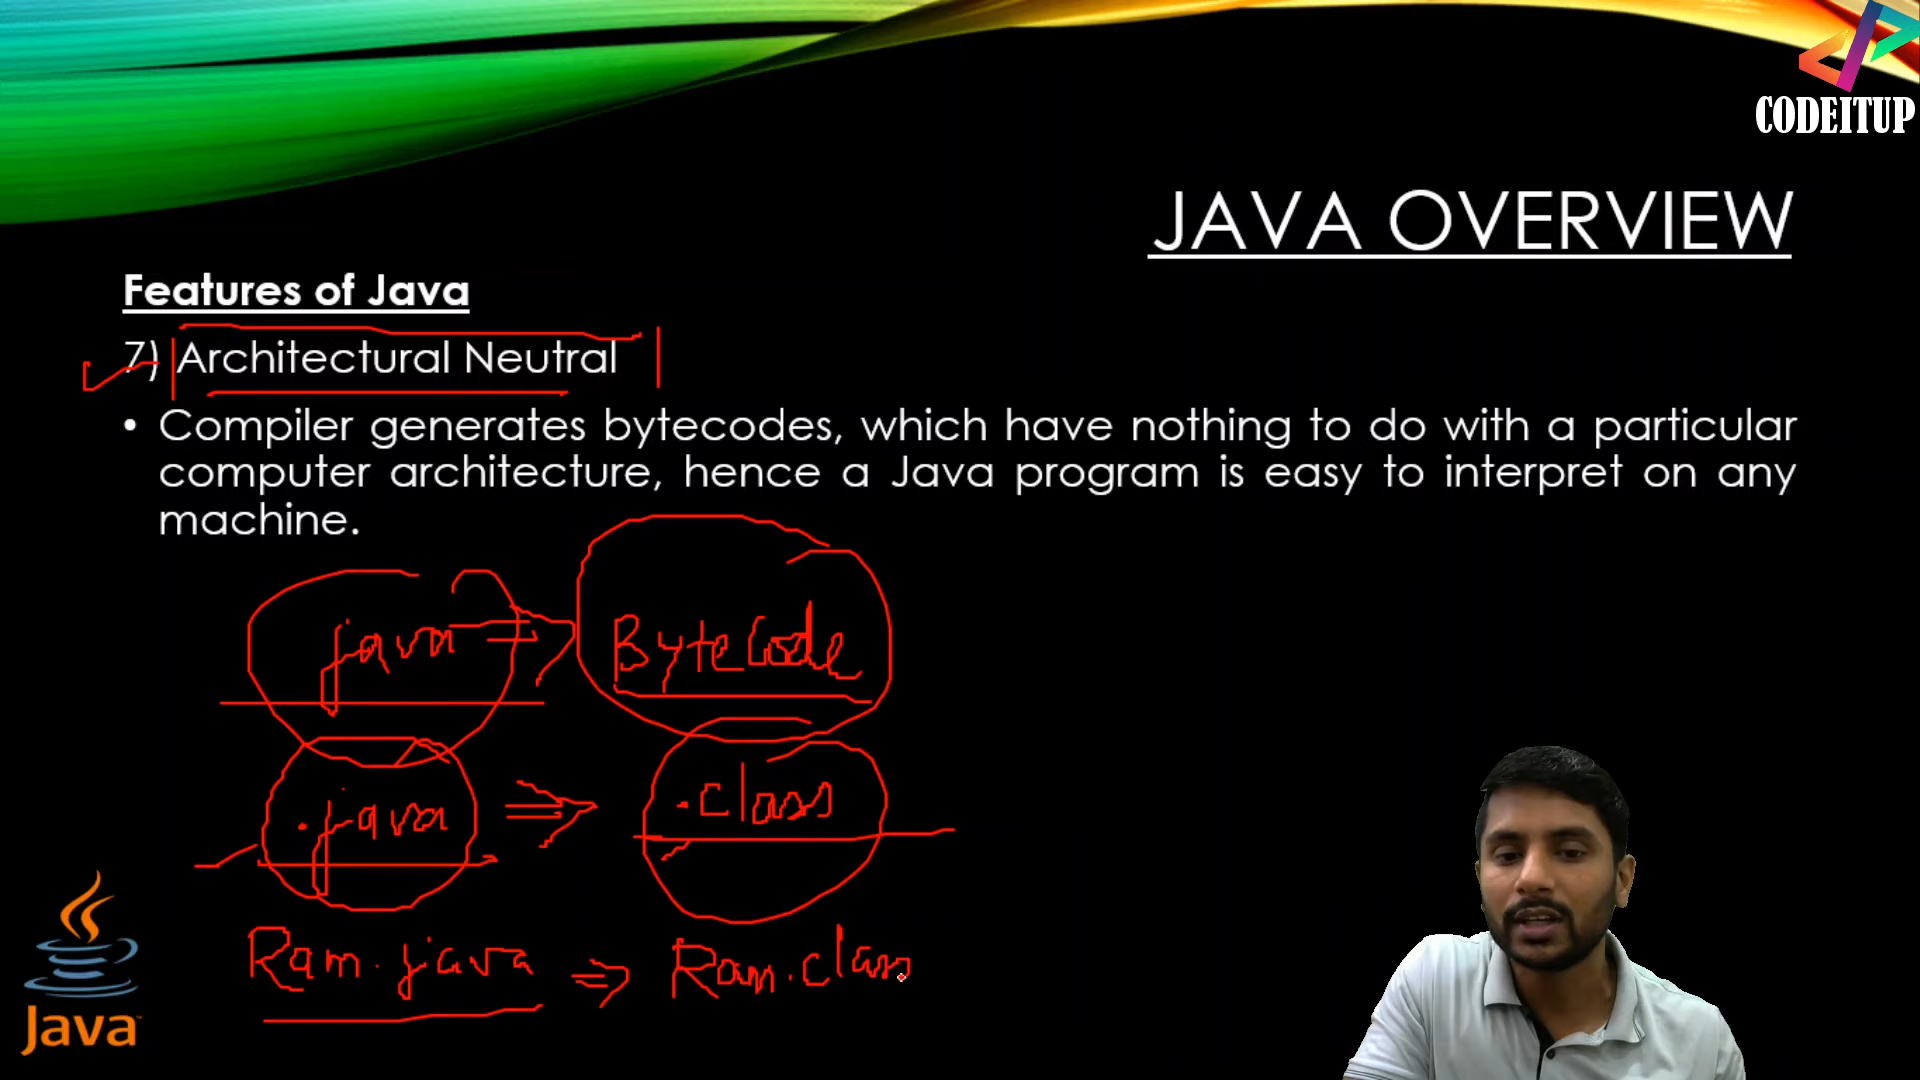 CODEITUP
JAVA OVERVIEW
Features of Java
7) Architectural Neutral
• Compiler generates bytecodes, which have nothing to do with a particular
computer architecture, hence a Java program is easy to interpret on any
machine.
java ⇒ ByteCode
.java ⇒ .class
Ram.java ⇒ Ram.class
Java